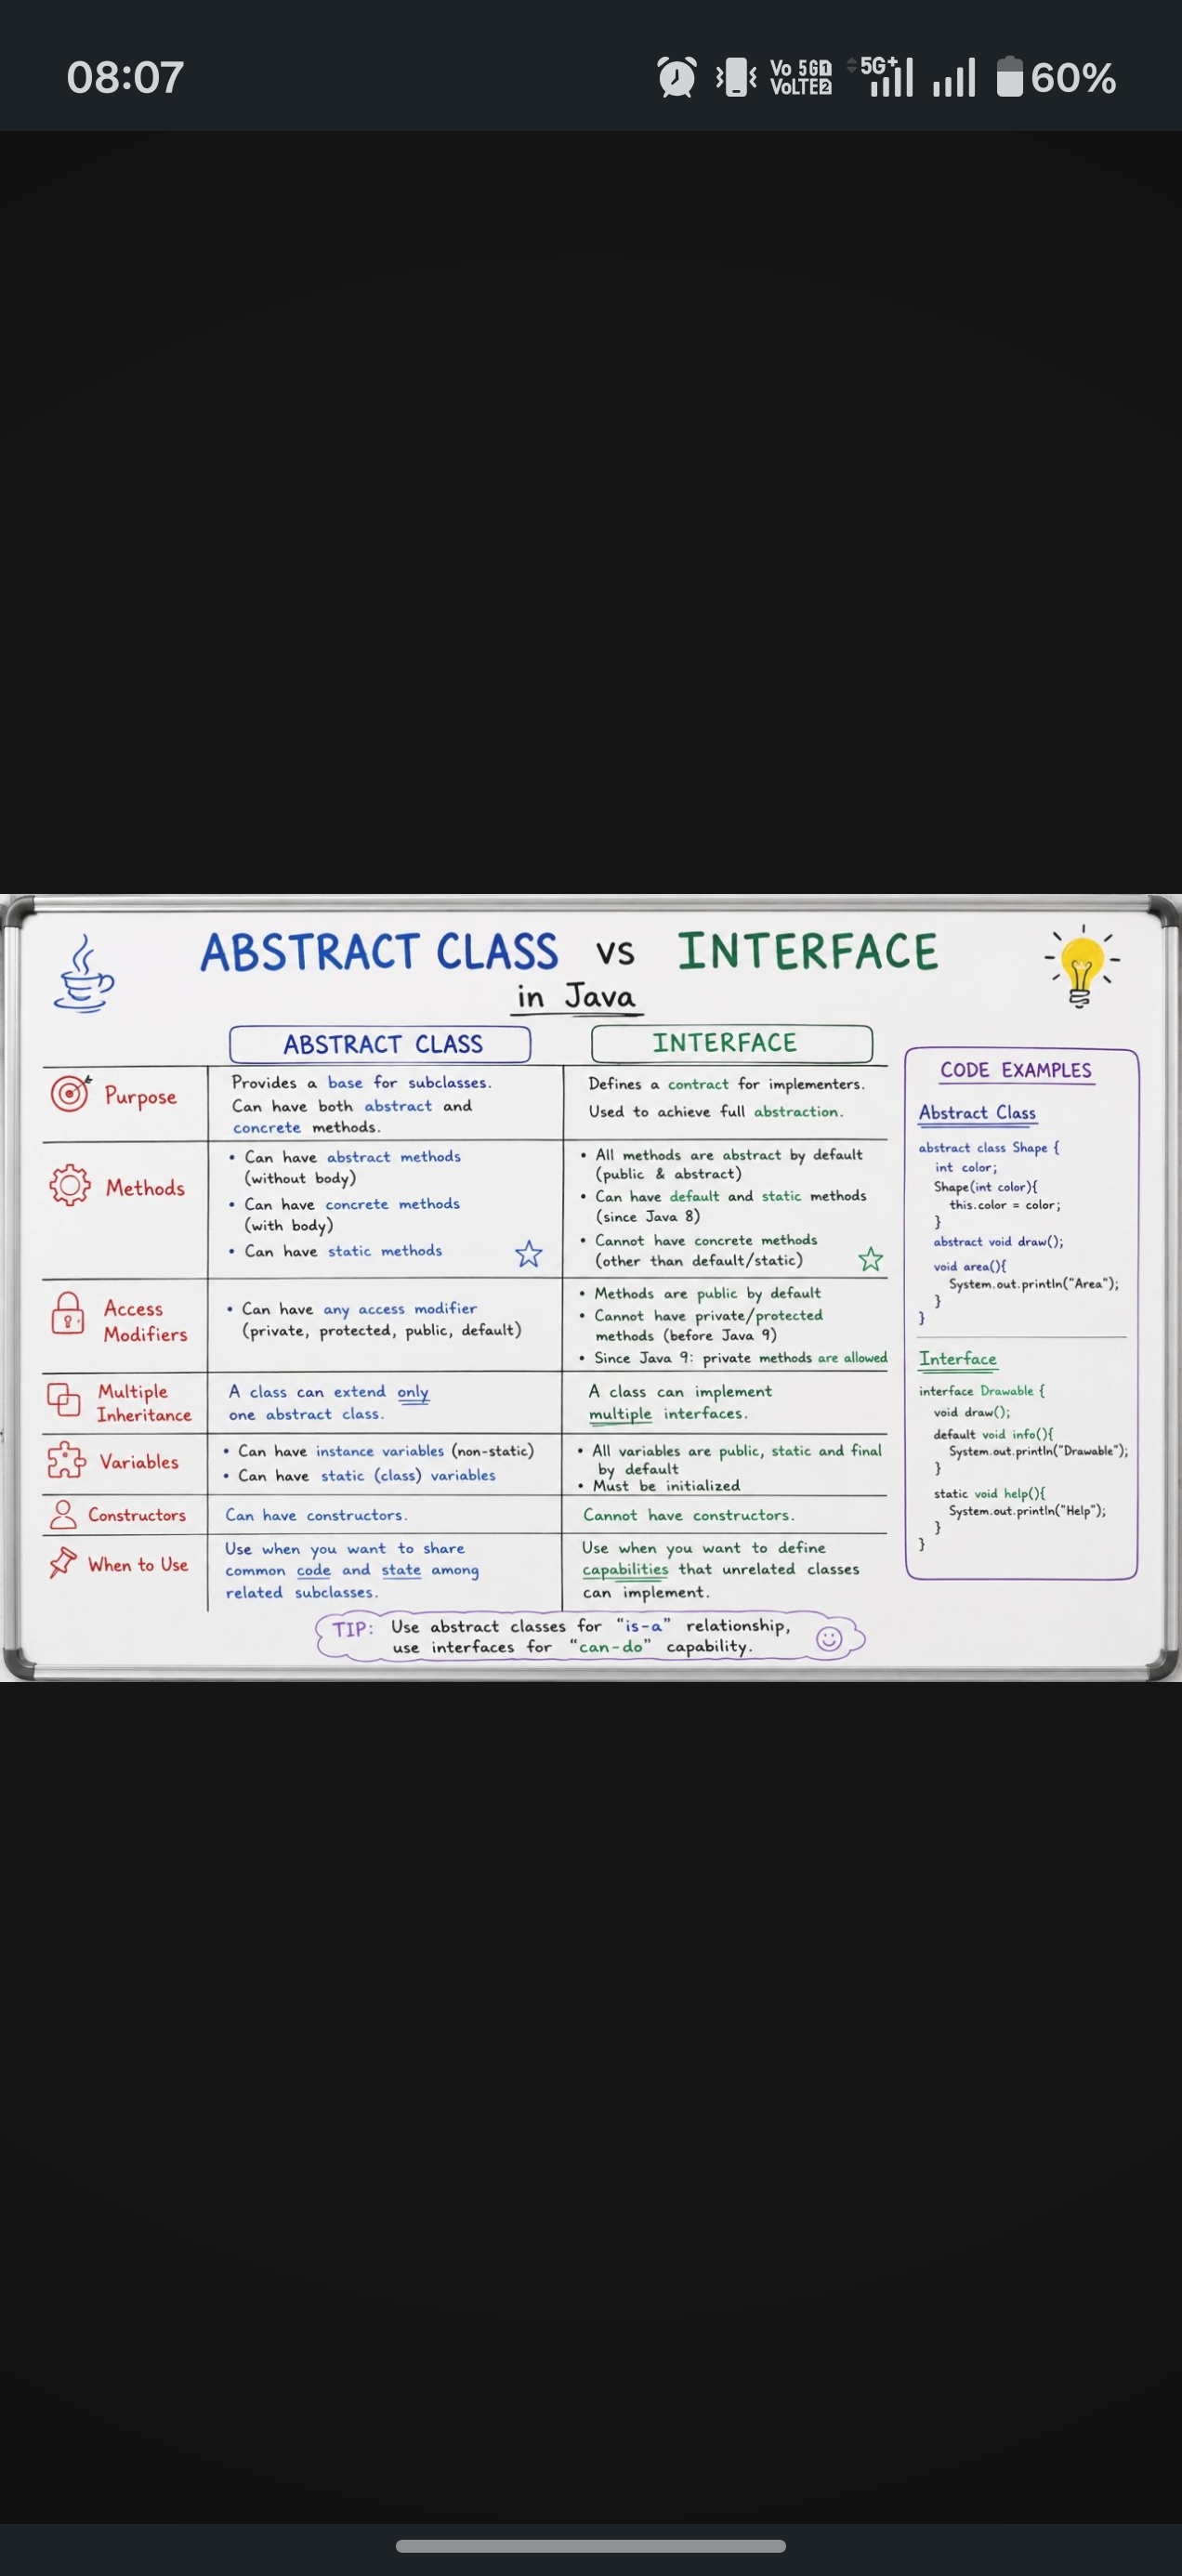 08:07
Vo 5G1
VoLTE2
5G+
60%
ABSTRACT CLASS vs INTERFACE
in Java
ABSTRACT CLASS
INTERFACE
Purpose
Provides a base for subclasses.
Can have both abstract and
concrete methods.
Defines a contract for implementers.
Used to achieve full abstraction.
Methods
• Can have abstract methods
(without body)
• Can have concrete methods
(with body)
• Can have static methods
• All methods are abstract by default
(public & abstract)
• Can have default and static methods
(since Java 8)
• Cannot have concrete methods
(other than default/static)
Access
Modifiers
• Can have any access modifier
(private, protected, public, default)
• Methods are public by default
• Cannot have private/protected
methods (before Java 9)
• Since Java 9: private methods are allowed
Multiple
Inheritance
A class can extend only
one abstract class.
A class can implement
multiple interfaces.
Variables
• Can have instance variables (non-static)
• Can have static (class) variables
• All variables are public, static and final
by default
• Must be initialized
Constructors
Can have constructors.
Cannot have constructors.
When to Use
Use when you want to share
common code and state among
related subclasses.
Use when you want to define
capabilities that unrelated classes
can implement.
CODE EXAMPLES
Abstract Class
abstract class Shape {
int color;
Shape(int color){
this.color = color;
}
abstract void draw();
void area(){
System.out.println("Area");
}
}
Interface
interface Drawable {
void draw();
default void info(){
System.out.println("Drawable");
}
static void help(){
System.out.println("Help");
}
}
TIP: Use abstract classes for "is-a" relationship,
use interfaces for "can-do" capability.